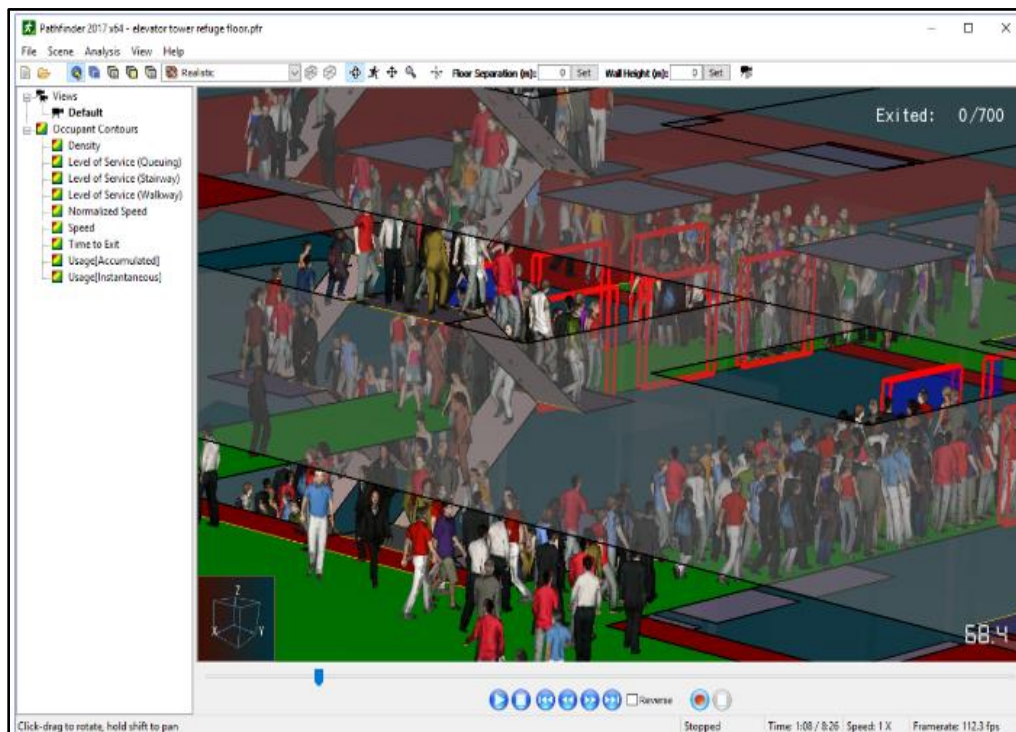 Pathfinder 2017 x64 - elevator tower refuge floor.pfr
File Scene Analysis View Help
Realistic Floor Separation (m): 0 Set Wall Height (m): 0 Set
Views
Default
Occupant Contours
Density
Level of Service (Queuing)
Level of Service (Stairway)
Level of Service (Walkway)
Normalized Speed
Speed
Time to Exit
Usage[Accumulated]
Usage[Instantaneous]
Exited: 0/700
Z
X Y
68.4
Reverse
Click-drag to rotate, hold shift to pan Stopped Time: 1:08 / 8:26 Speed: 1 X Framerate: 112.3 fps